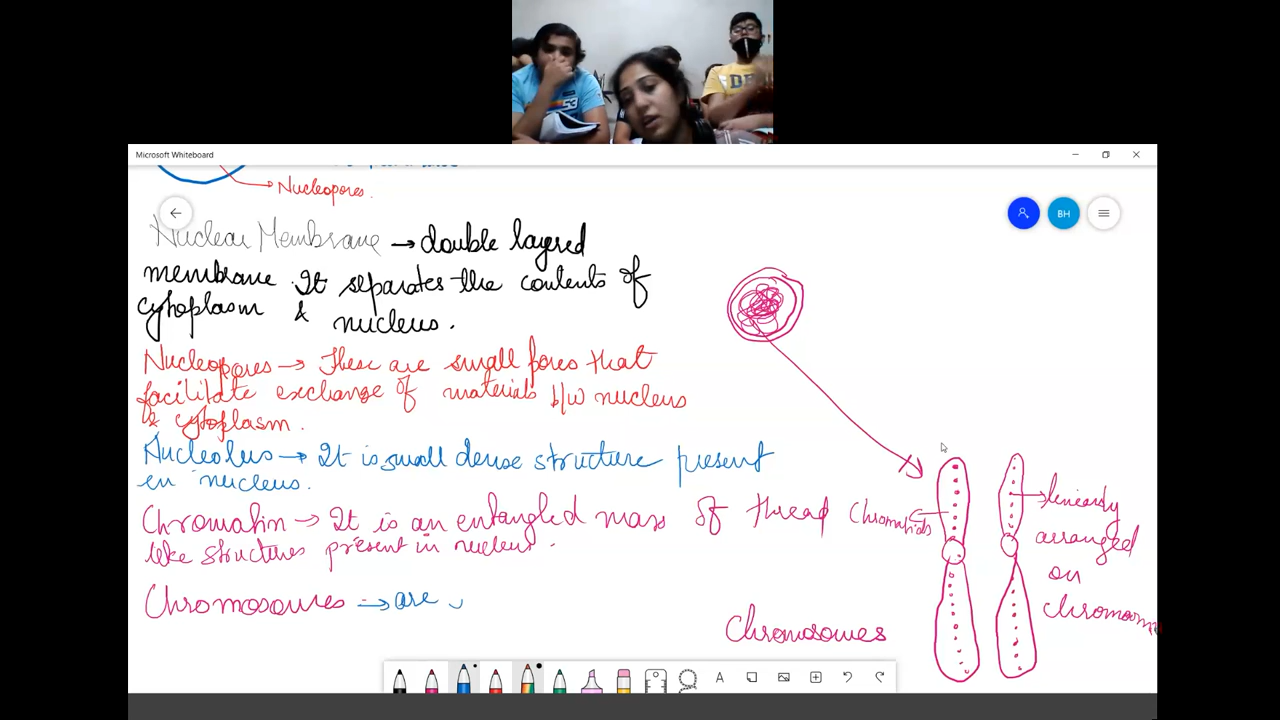 Microsoft Whiteboard
Nucleopores.
BH
Nuclear Membrane → double layered
membrane. It separates the contents of
cytoplasm & nucleus.
Nucleopores → These are small pores that
facilitate exchange of materials b/w nucleus
& cytoplasm.
Nucleolus → It is small dense structure present
in nucleus.
Chromatin → It is an entangled mass of thread
like structures present in nucleus.
Chromosomes → are
Chromatids
linearly
arranged
on
chromosome
Chromosomes
A